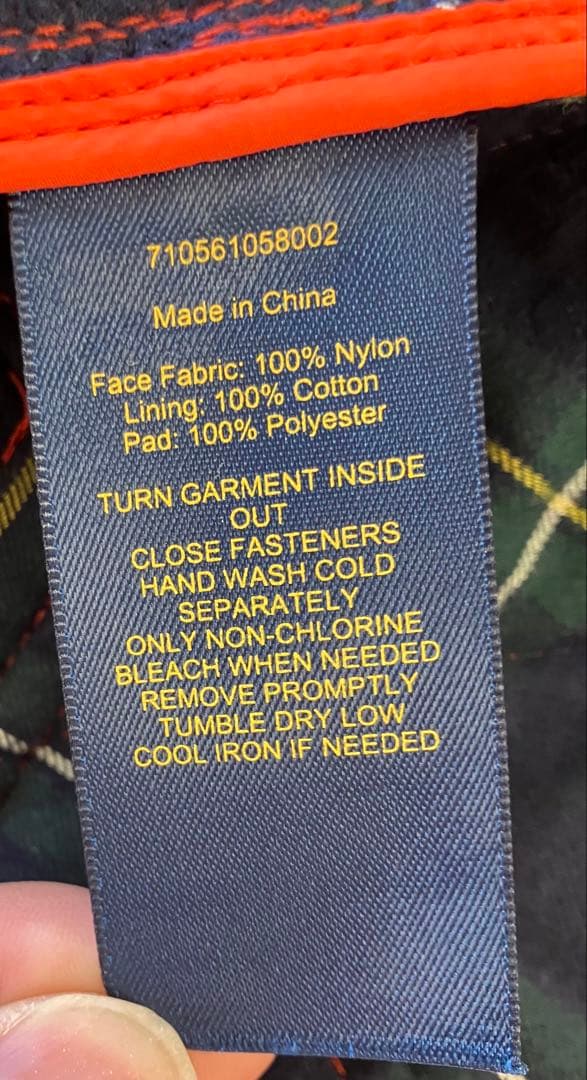 710561058002
Made in China
Face Fabric: 100% Nylon
Lining: 100% Cotton
Pad: 100% Polyester
TURN GARMENT INSIDE
OUT
CLOSE FASTENERS
HAND WASH COLD
SEPARATELY
ONLY NON-CHLORINE
BLEACH WHEN NEEDED
REMOVE PROMPTLY
TUMBLE DRY LOW
COOL IRON IF NEEDED